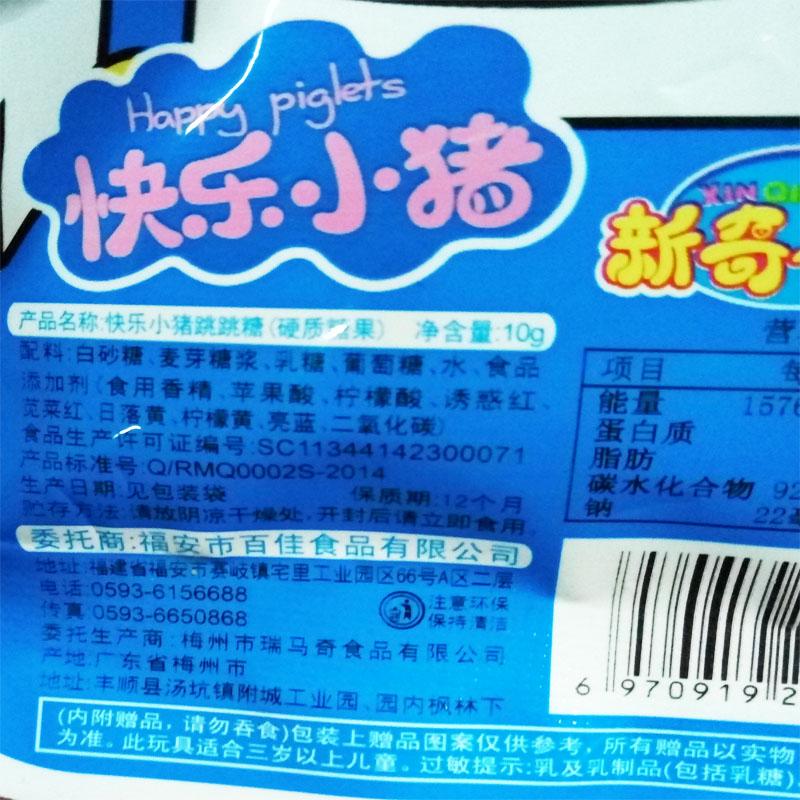 Happy piglets
快乐小猪
XIN QI
新奇
产品名称:快乐小猪跳跳糖(硬质糖果) 净含量:10g
配料:白砂糖、麦芽糖浆、乳糖、葡萄糖、水、食品
添加剂(食用香精、苹果酸、柠檬酸、诱惑红、
苋菜红、日落黄、柠檬黄、亮蓝、二氧化碳)
食品生产许可证编号:SC11344142300071
产品标准号:Q/RMQ0002S-2014
生产日期:见包装袋 保质期:12个月
贮存方法:请放阴凉干燥处,开封后请立即食用。
委托商:福安市百佳食品有限公司
地址:福建省福安市赛岐镇宅里工业园区66号A区二层
电话:0593-6156688
传真:0593-6650868
注意环保
保持清洁
委托生产商:梅州市瑞马奇食品有限公司
产地:广东省梅州市
地址:丰顺县汤坑镇附城工业园、园内枫林下
(内附赠品,请勿吞食)包装上赠品图案仅供参考,所有赠品以实物
为准。此玩具适合三岁以上儿童。过敏提示:乳及乳制品(包括乳糖)
营
项目 每
能量 1576
蛋白质
脂肪
碳水化合物 92
钠 22毫
6 970919 2